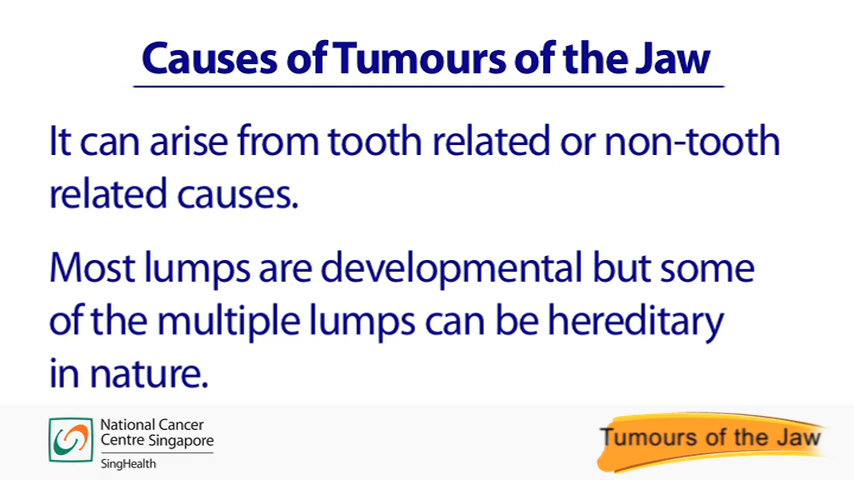 Causes of Tumours of the Jaw
It can arise from tooth related or non-tooth
related causes.
Most lumps are developmental but some
of the multiple lumps can be hereditary
in nature.
National Cancer
Centre Singapore
SingHealth
Tumours of the Jaw